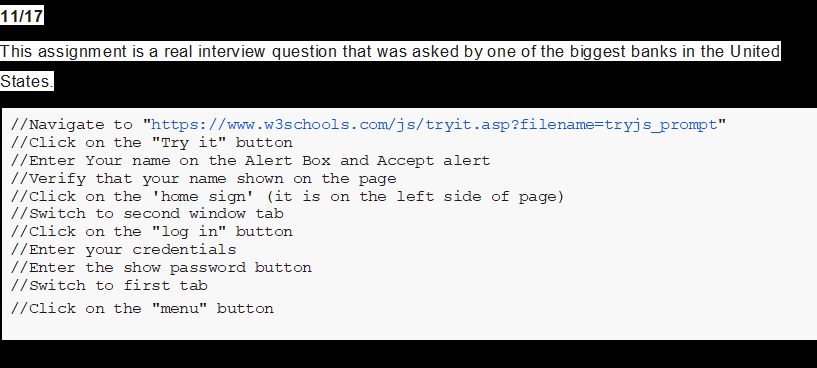 11/17
This assignment is a real interview question that was asked by one of the biggest banks in the United
States.
//Navigate to "https://www.w3schools.com/js/tryit.asp?filename=tryjs_prompt"
//Click on the "Try it" button
//Enter Your name on the Alert Box and Accept alert
//Verify that your name shown on the page
//Click on the 'home sign' (it is on the left side of page)
//Switch to second window tab
//Click on the "log in" button
//Enter your credentials
//Enter the show password button
//Switch to first tab
//Click on the "menu" button